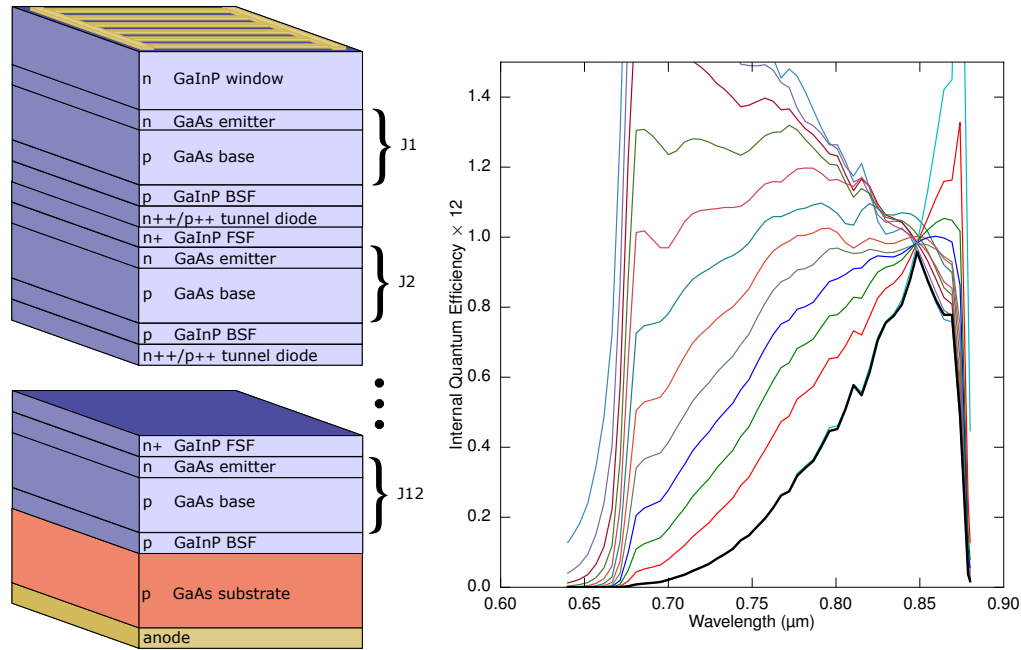 n GaInP window
n GaAs emitter
p GaAs base
J1
p GaInP BSF
n++/p++ tunnel diode
n+ GaInP FSF
n GaAs emitter
p GaAs base
J2
p GaInP BSF
n++/p++ tunnel diode
n+ GaInP FSF
n GaAs emitter
p GaAs base
J12
p GaInP BSF
p GaAs substrate
anode
Internal Quantum Efficiency × 12
1.4
1.2
1.0
0.8
0.6
0.4
0.2
0.0
0.60 0.65 0.70 0.75 0.80 0.85 0.90
Wavelength (µm)